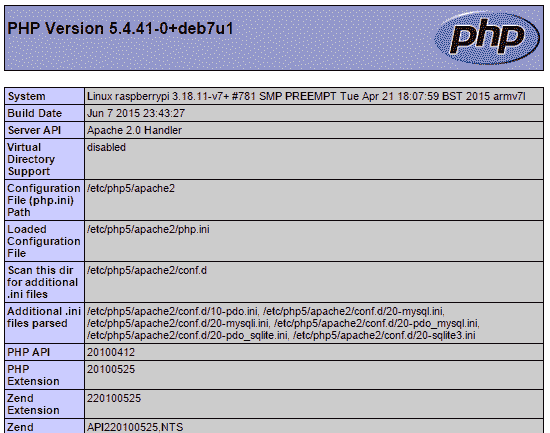 PHP Version 5.4.41-0+deb7u1
php
System Linux raspberrypi 3.18.11-v7+ #781 SMP PREEMPT Tue Apr 21 18:07:59 BST 2015 armv7l
Build Date Jun 7 2015 23:43:27
Server API Apache 2.0 Handler
Virtual disabled
Directory
Support
Configuration /etc/php5/apache2
File (php.ini)
Path
Loaded /etc/php5/apache2/php.ini
Configuration
File
Scan this dir /etc/php5/apache2/conf.d
for additional
.ini files
Additional .ini /etc/php5/apache2/conf.d/10-pdo.ini, /etc/php5/apache2/conf.d/20-mysql.ini,
files parsed /etc/php5/apache2/conf.d/20-mysqli.ini, /etc/php5/apache2/conf.d/20-pdo_mysql.ini,
/etc/php5/apache2/conf.d/20-pdo_sqlite.ini, /etc/php5/apache2/conf.d/20-sqlite3.ini
PHP API 20100412
PHP 20100525
Extension
Zend 220100525
Extension
Zend API220100525,NTS